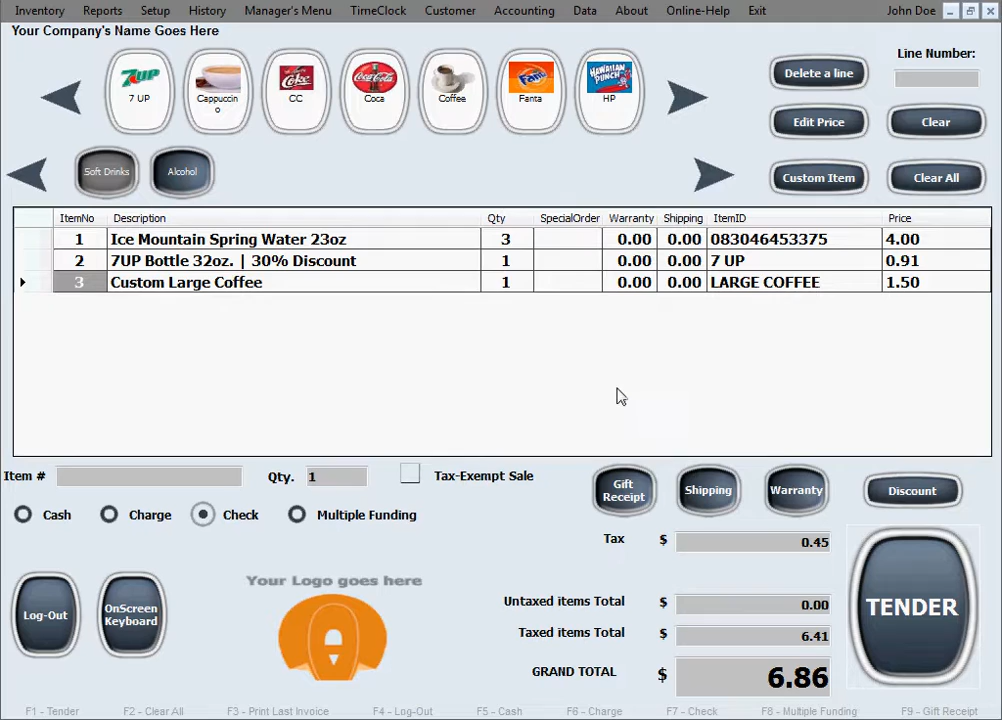 Inventory Reports Setup History Manager's Menu TimeClock Customer Accounting Data About Online-Help Exit John Doe
Your Company's Name Goes Here
7UP
7 UP
Cappuccin
o
Coke
CC
Coca-Cola
Coca
Coffee
Fanta
Fanta
HAWAIIAN
PUNCH
HP
Delete a line
Line Number:
Edit Price
Clear
Soft Drinks
Alcohol
Custom Item
Clear All
ItemNo Description Qty SpecialOrder Warranty Shipping ItemID Price
1 Ice Mountain Spring Water 23oz 3 0.00 0.00 083046453375 4.00
2 7UP Bottle 32oz. | 30% Discount 1 0.00 0.00 7 UP 0.91
3 Custom Large Coffee 1 0.00 0.00 LARGE COFFEE 1.50
Item # Qty. 1 Tax-Exempt Sale
Gift
Receipt
Shipping
Warranty
Discount
Cash Charge Check Multiple Funding
Tax $ 0.45
Log-Out
OnScreen
Keyboard
Your Logo goes here
Untaxed items Total $ 0.00
Taxed items Total $ 6.41
GRAND TOTAL $ 6.86
TENDER
F1 - Tender F2 - Clear All F3 - Print Last Invoice F4 - Log-Out F5 - Cash F6 - Charge F7 - Check F8 - Multiple Funding F9 - Gift Receipt